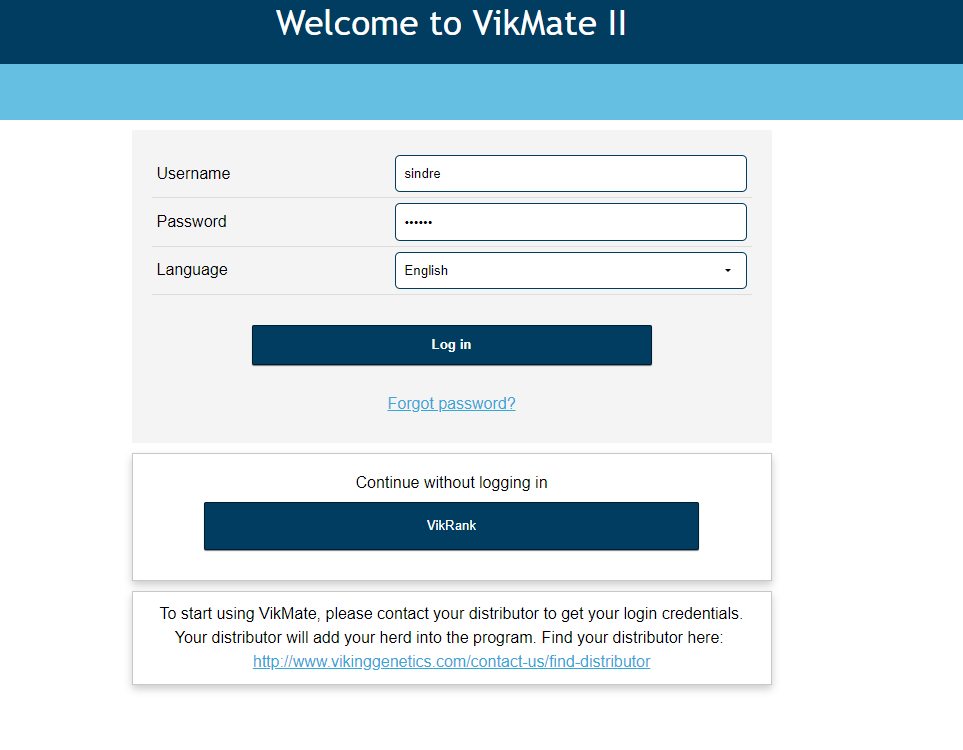 Welcome to VikMate II
Username
sindre
Password
••••••
Language
English
Log in
Forgot password?
Continue without logging in
VikRank
To start using VikMate, please contact your distributor to get your login credentials.
Your distributor will add your herd into the program. Find your distributor here:
http://www.vikinggenetics.com/contact-us/find-distributor